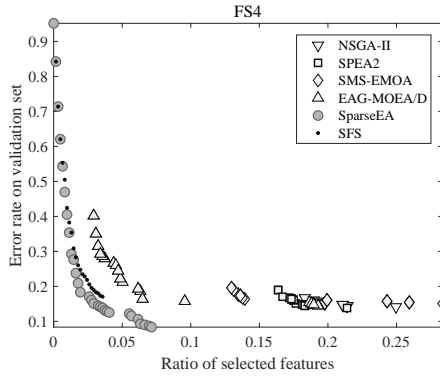 FS4
NSGA-II
SPEA2
SMS-EMOA
EAG-MOEA/D
SparseEA
SFS
Error rate on validation set
0.9
0.8
0.7
0.6
0.5
0.4
0.3
0.2
0.1
0 0.05 0.1 0.15 0.2 0.25
Ratio of selected features